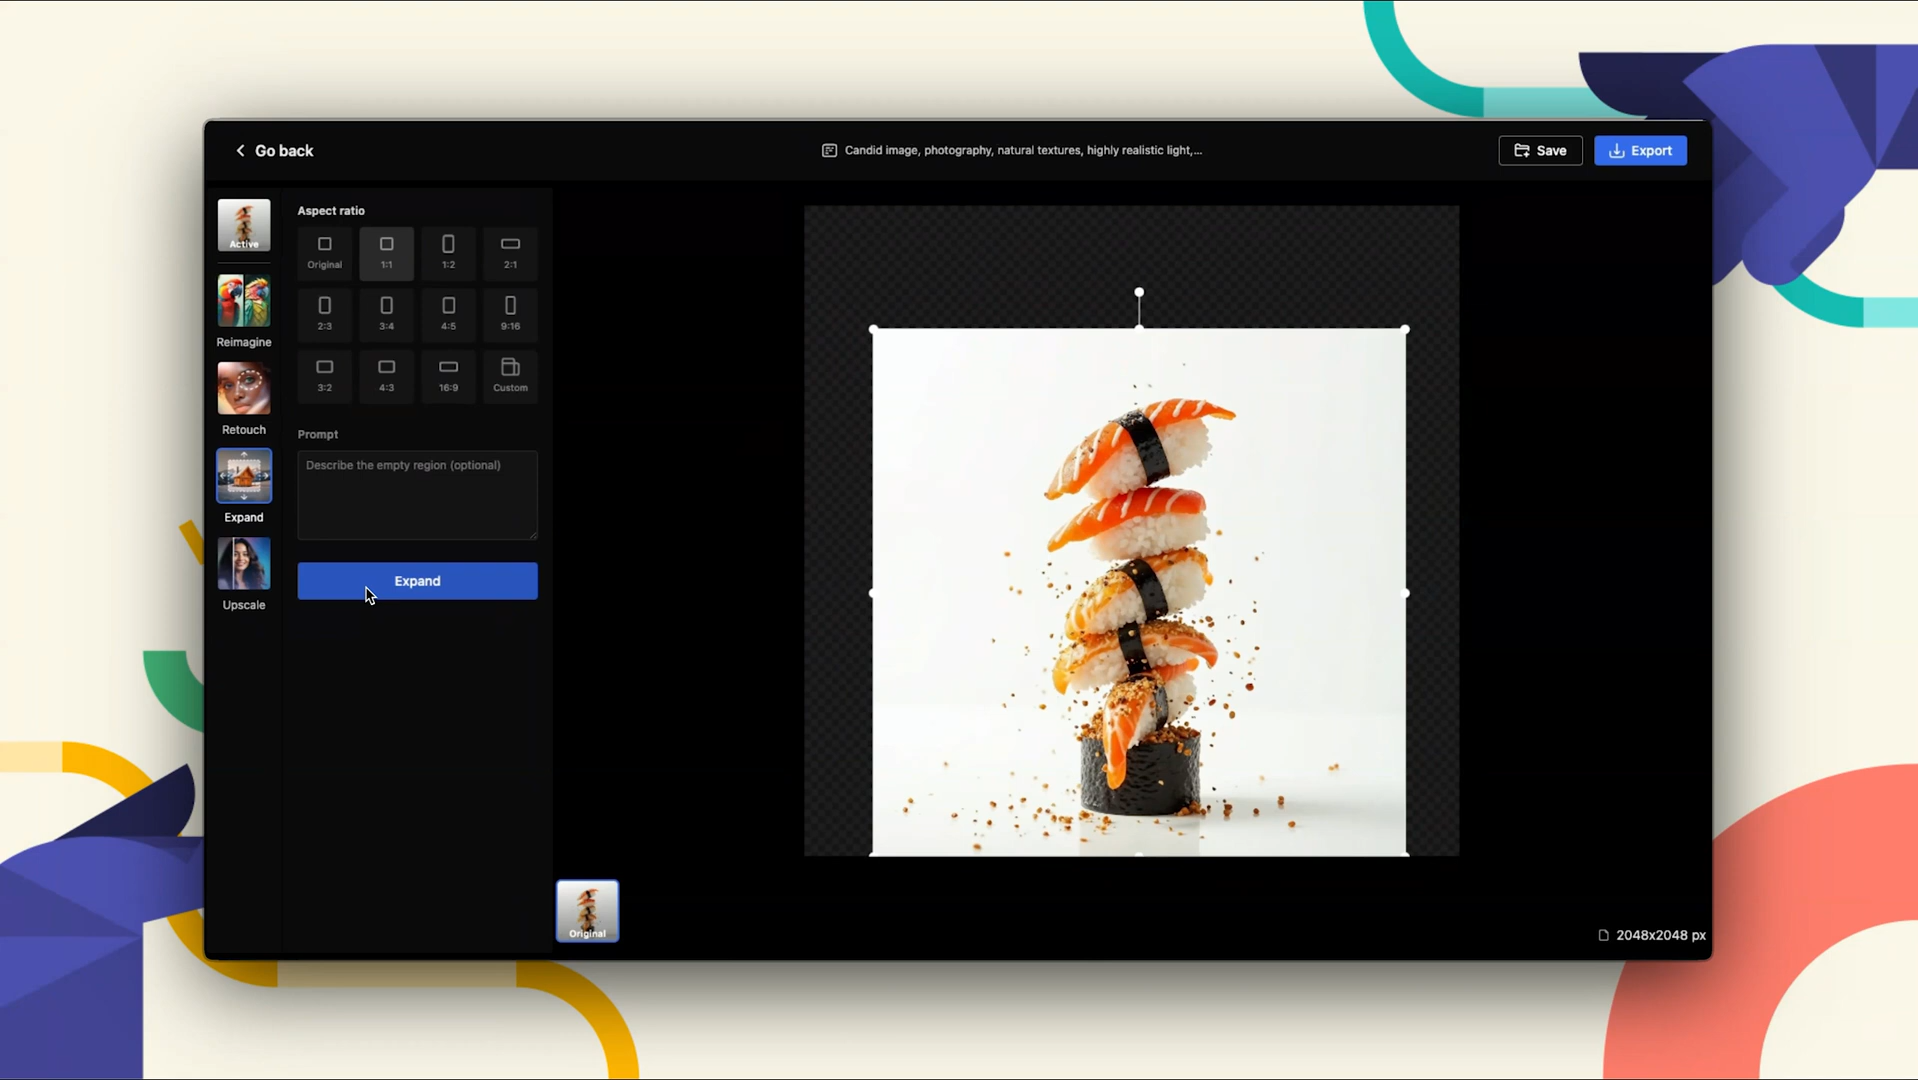 Go back
Candid image, photography, natural textures, highly realistic light,...
Save
Export
Active
Reimagine
Retouch
Expand
Upscale
Aspect ratio
Original
1:1
1:2
2:1
2:3
3:4
4:5
9:16
3:2
4:3
16:9
Custom
Prompt
Describe the empty region (optional)
Expand
Original
2048x2048 px